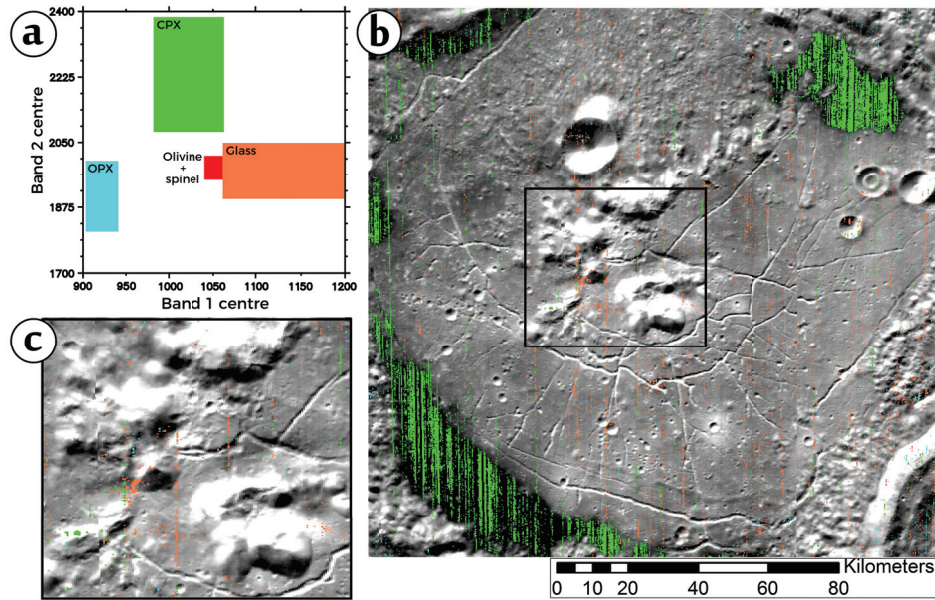 a
2400
CPX
2225
Band 2 centre
2050
Olivine
+
spinel
Glass
OPX
1875
1700
900 950 1000 1050 1100 1200
Band 1 centre
b
c
Kilometers
0 10 20 40 60 80